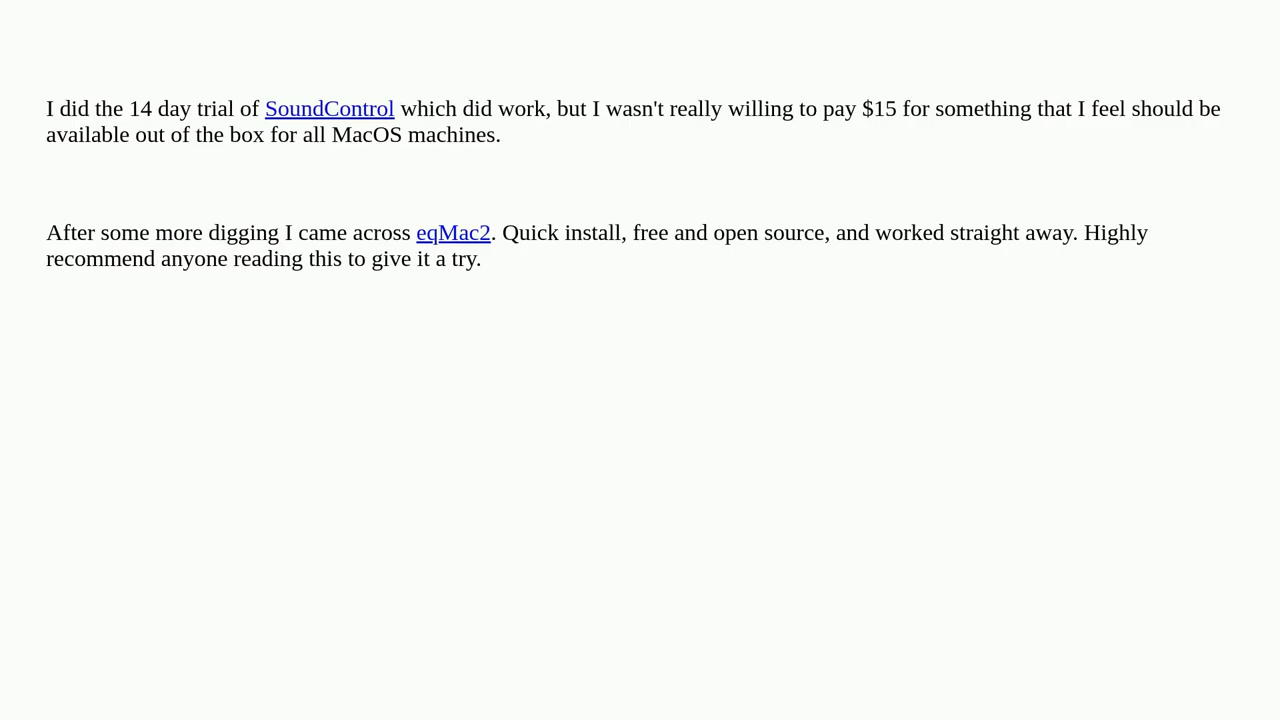 I did the 14 day trial of SoundControl which did work, but I wasn't really willing to pay $15 for something that I feel should be
available out of the box for all MacOS machines.
After some more digging I came across eqMac2. Quick install, free and open source, and worked straight away. Highly
recommend anyone reading this to give it a try.